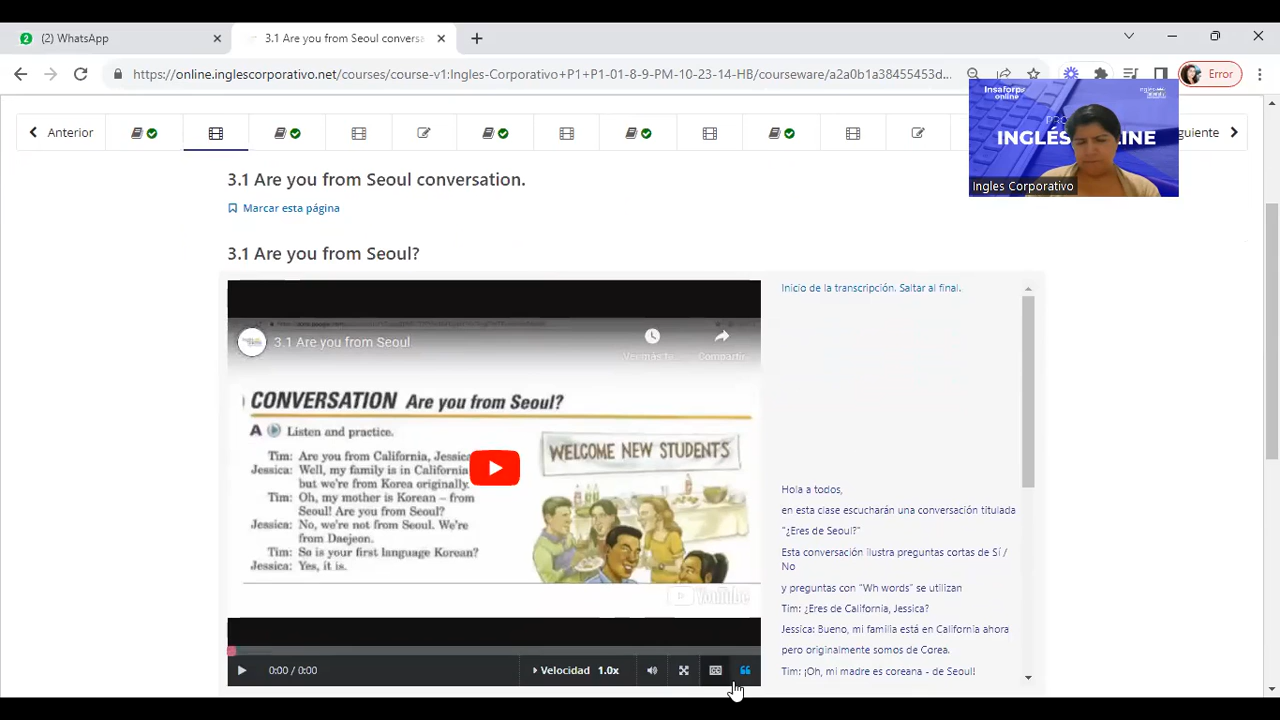 (2) WhatsApp
3.1 Are you from Seoul conversa
https://online.inglescorporativo.net/courses/course-v1:Ingles-Corporativo+P1+P1-01-8-9-PM-10-23-14-HB/courseware/a2a0b1a38455453d...
Error
Anterior
guiente
Insaforp
online
INGLÉS ONLINE
Ingles Corporativo
3.1 Are you from Seoul conversation.
Marcar esta página
3.1 Are you from Seoul?
3.1 Are you from Seoul
Compartir
CONVERSATION Are you from Seoul?
A Listen and practice.
Tim: Are you from California, Jessica
Jessica: Well, my family is in California
but we're from Korea originally.
Tim: Oh, my mother is Korean – from
Seoul! Are you from Seoul?
Jessica: No, we're not from Seoul. We're
from Daejeon.
Tim: So is your first language Korean?
Jessica: Yes, it is.
WELCOME NEW STUDENTS
YouTube
0:00 / 0:00
Velocidad 1.0x
Inicio de la transcripción. Saltar al final.
Hola a todos,
en esta clase escucharán una conversación titulada
"¿Eres de Seoul?"
Esta conversación ilustra preguntas cortas de Sí /
No
y preguntas con "Wh words" se utilizan
Tim: ¿Eres de California, Jessica?
Jessica: Bueno, mi familia está en California ahora
pero originalmente somos de Corea.
Tim: ¡Oh, mi madre es coreana - de Seoul!